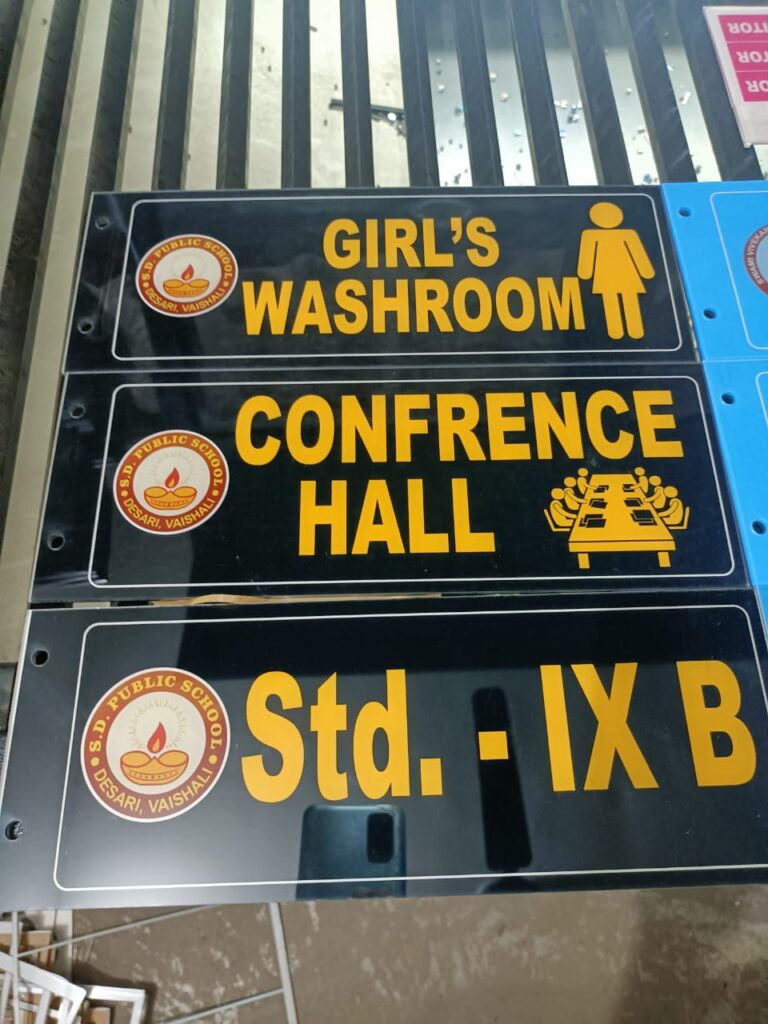 S.D. PUBLIC SCHOOL
DESARI, VAISHALI
GIRL'S
WASHROOM
S.D. PUBLIC SCHOOL
DESARI, VAISHALI
CONFRENCE
HALL
S.D. PUBLIC SCHOOL
DESARI, VAISHALI
Std. - IX B